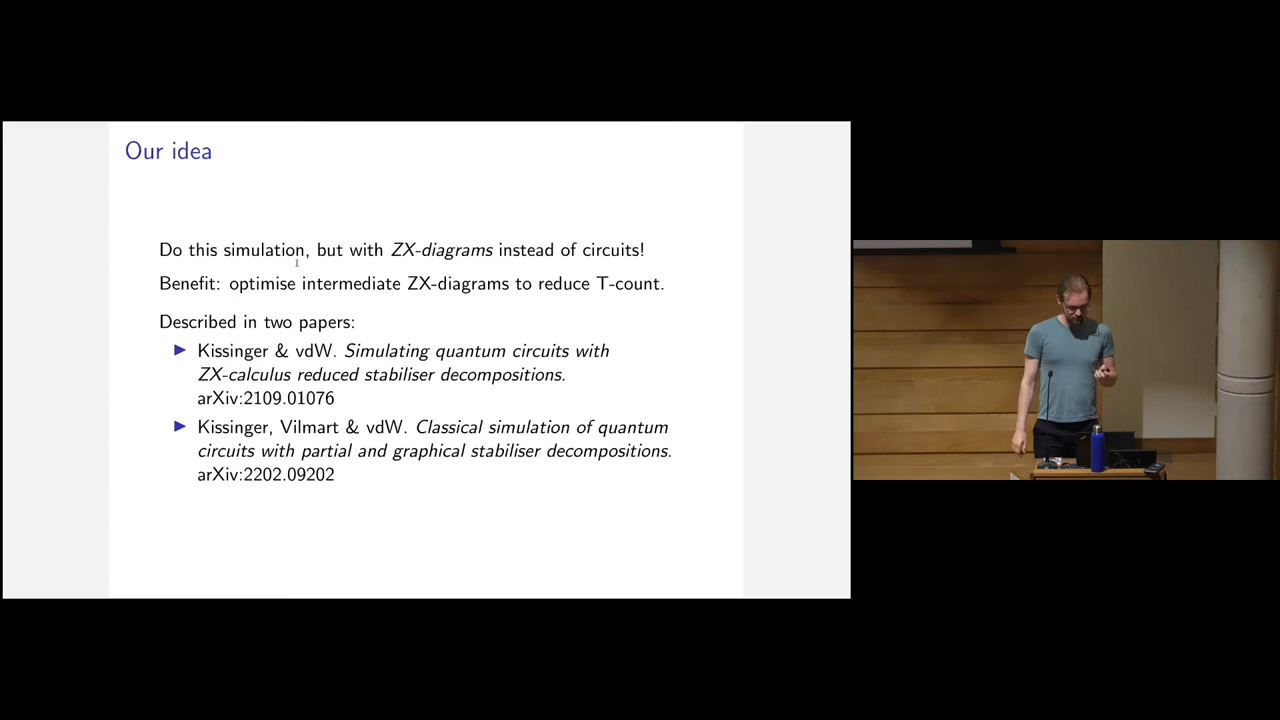 Our idea
Do this simulation, but with ZX-diagrams instead of circuits!
Benefit: optimise intermediate ZX-diagrams to reduce T-count.
Described in two papers:
▶ Kissinger & vdW. Simulating quantum circuits with
ZX-calculus reduced stabiliser decompositions.
arXiv:2109.01076
▶ Kissinger, Vilmart & vdW. Classical simulation of quantum
circuits with partial and graphical stabiliser decompositions.
arXiv:2202.09202